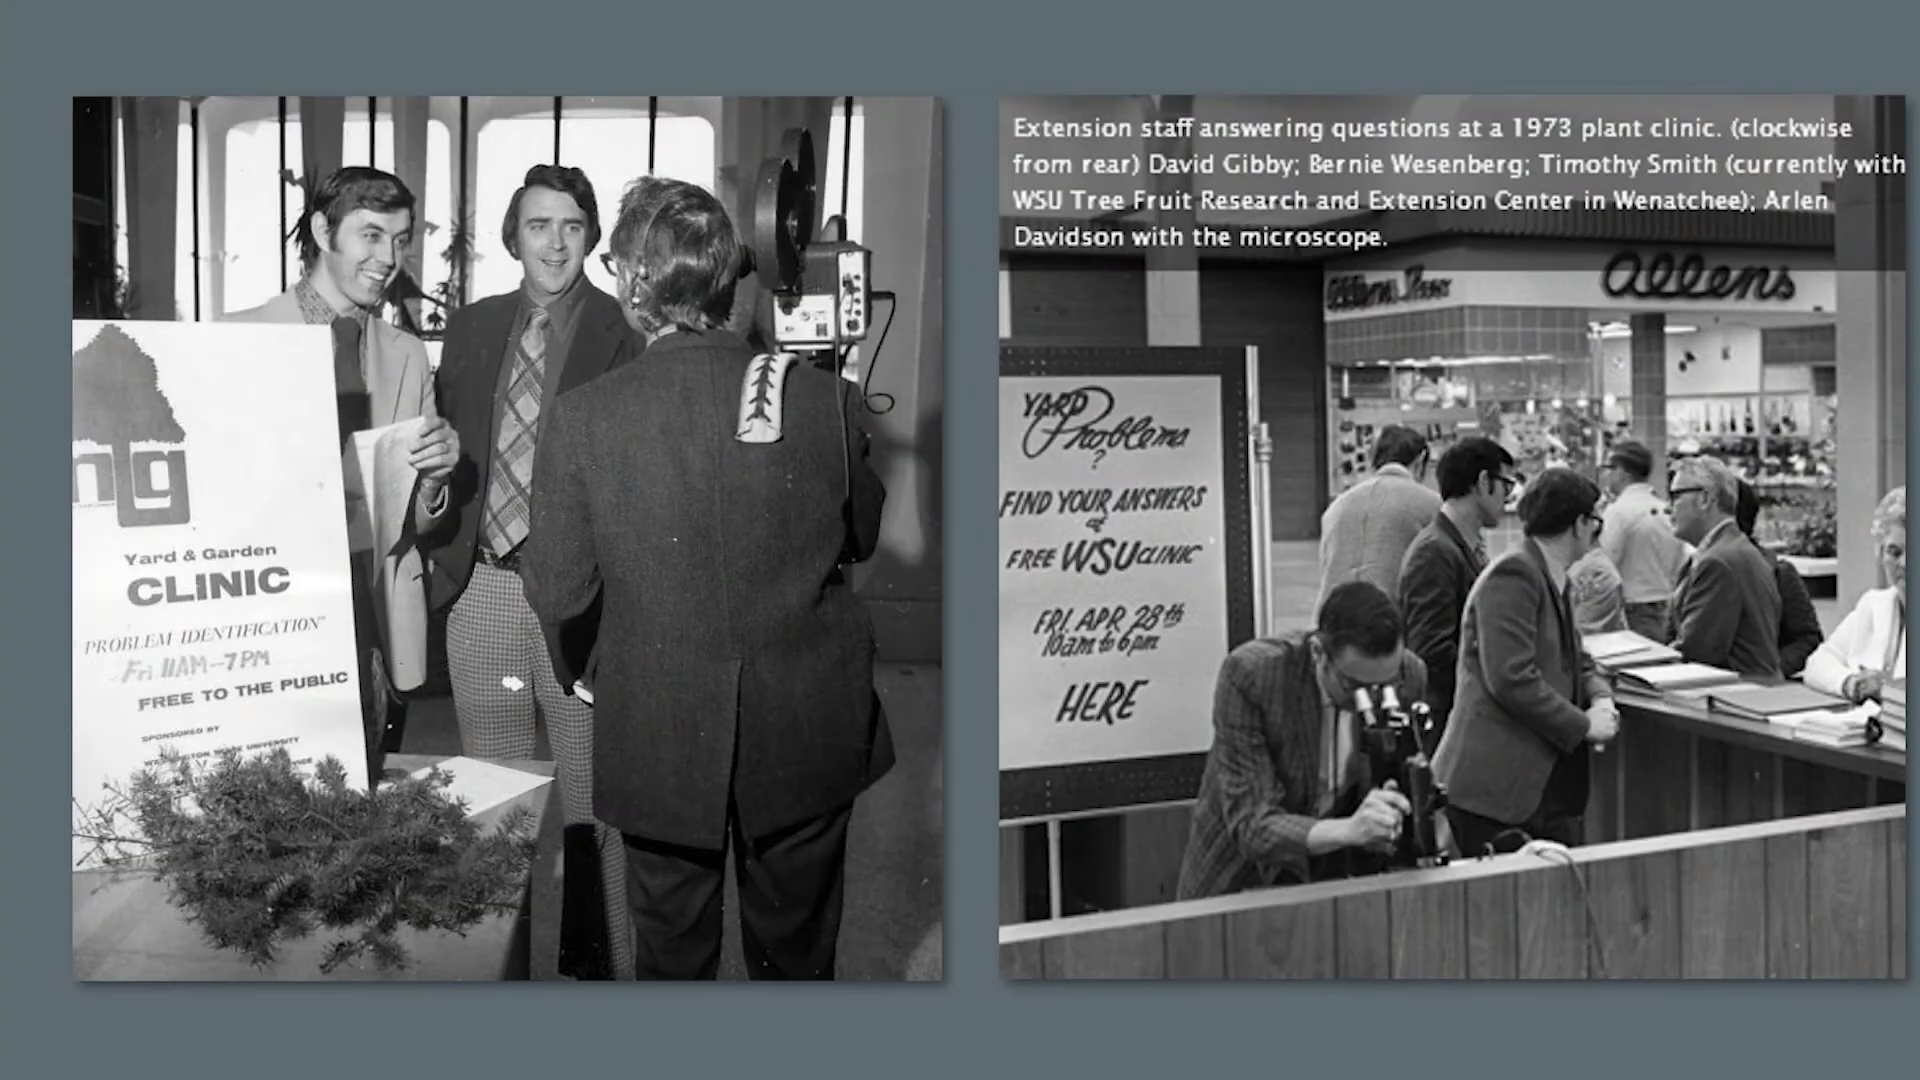 ntg
Yard & Garden
CLINIC
PROBLEM IDENTIFICATION"
Fri 11AM-7PM
FREE TO THE PUBLIC
SPONSORED BY
Extension staff answering questions at a 1973 plant clinic. (clockwise
from rear) David Gibby; Bernie Wesenberg; Timothy Smith (currently with
WSU Tree Fruit Research and Extension Center in Wenatchee); Arlen
Davidson with the microscope.
allens
YARD
Problems
?
FIND YOUR ANSWERS
at
FREE WSU CLINIC
FRI. APR 28th
10am to 6pm
HERE